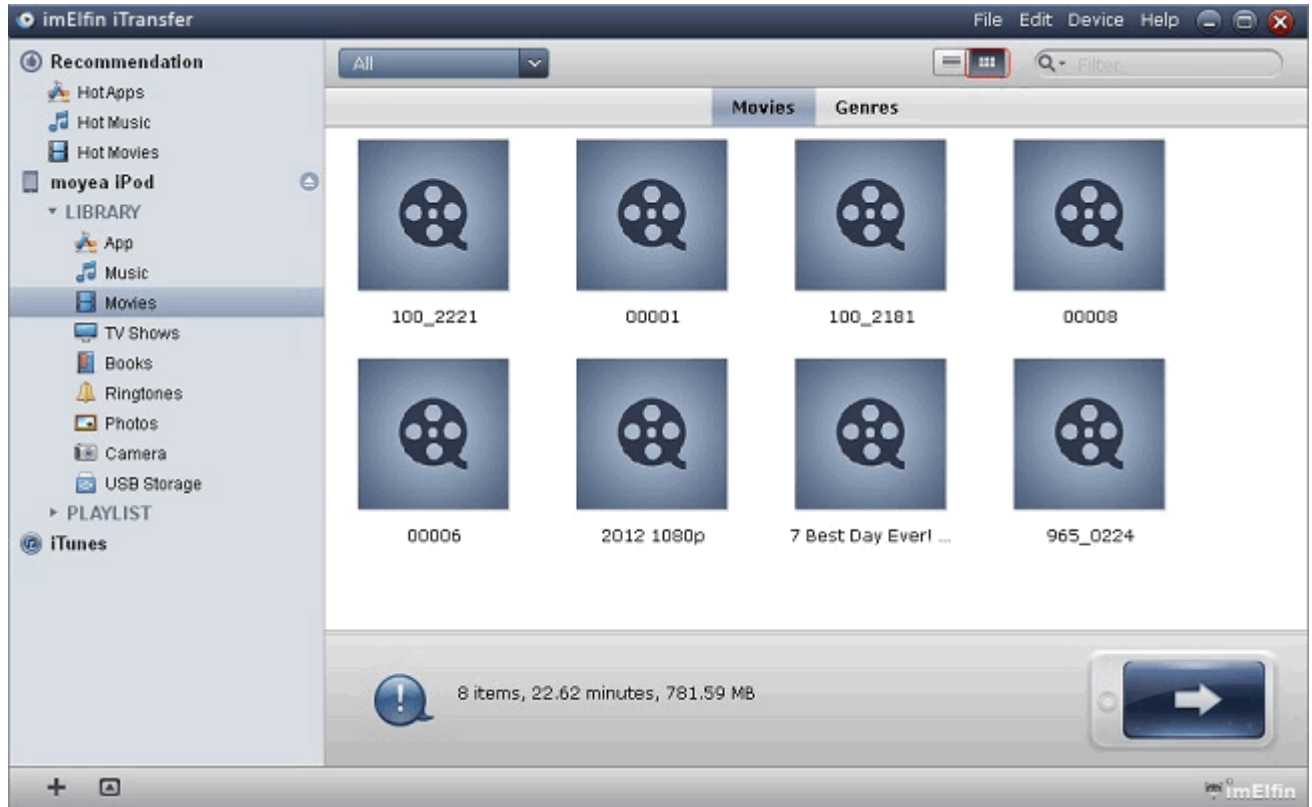 imElfin iTransfer
File Edit Device Help
Recommendation
HotApps
Hot Music
Hot Movies
moyea iPod
LIBRARY
App
Music
Movies
TV Shows
Books
Ringtones
Photos
Camera
USB Storage
PLAYLIST
iTunes
All
Filter
Movies Genres
100_2221 00001 100_2181 00008
00006 2012 1080p 7 Best Day Ever! ... 965_0224
8 items, 22.62 minutes, 781.59 MB
imElfin